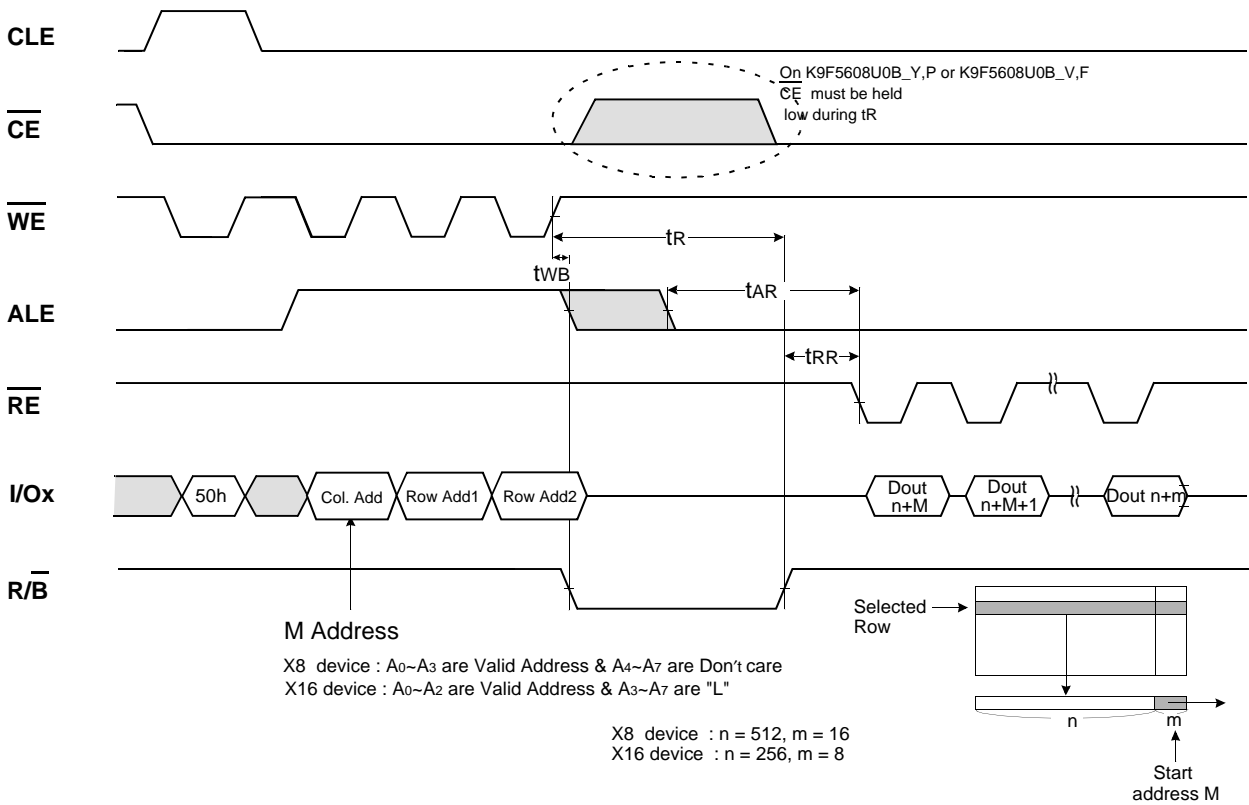 CLE
On K9F5608U0B_Y,P or K9F5608U0B_V,F
CE must be held
low during tR
CE
WE
tR
tWB
tAR
ALE
tRR
RE
I/Ox
50h
Col. Add
Row Add1
Row Add2
Dout
n+M
Dout
n+M+1
Dout n+m
R/B
M Address
X8 device : A0~A3 are Valid Address & A4~A7 are Don't care
X16 device : A0~A2 are Valid Address & A3~A7 are "L"
X8 device : n = 512, m = 16
X16 device : n = 256, m = 8
Selected
Row
n
m
Start
address M